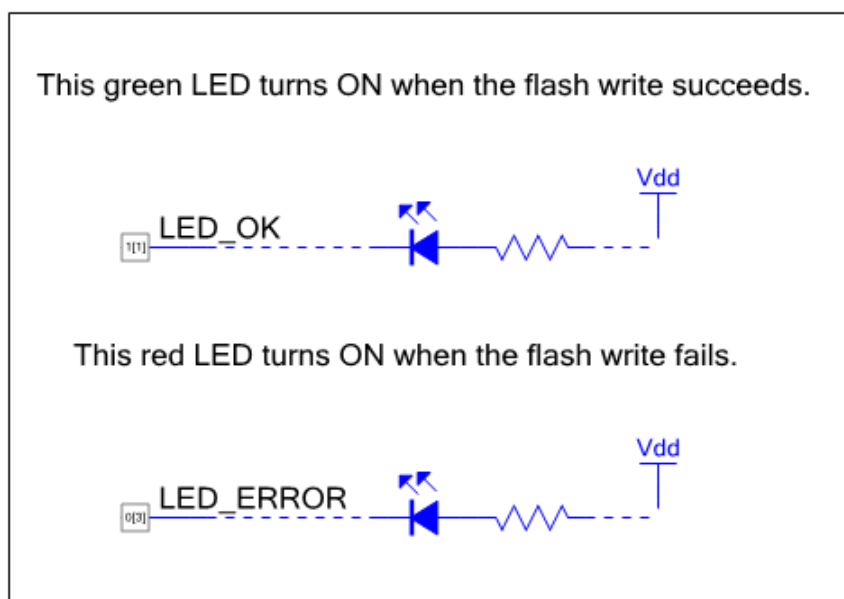 This green LED turns ON when the flash write succeeds.
Vdd
LED_OK
1[1]
This red LED turns ON when the flash write fails.
Vdd
LED_ERROR
0[3]